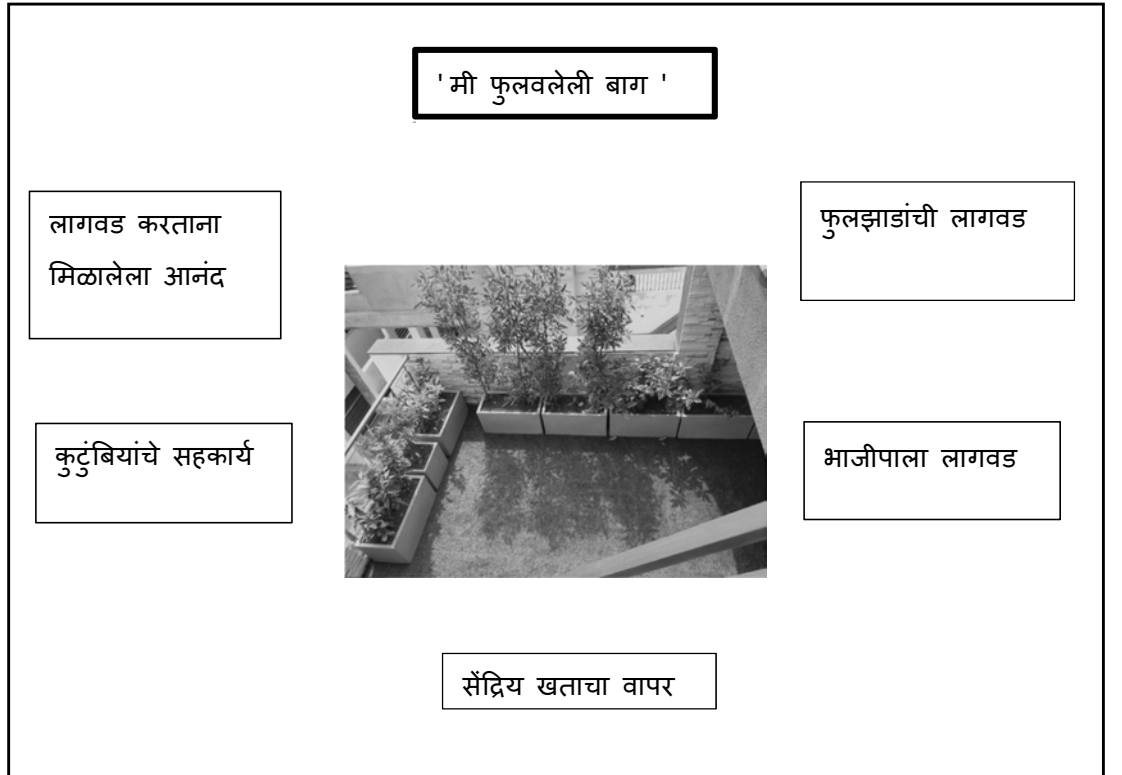 'मी फुलवलेली बाग '
लागवड करताना
मिळालेला आनंद
फुलझाडांची लागवड
कुटुंबियांचे सहकार्य
भाजीपाला लागवड
सेंद्रिय खताचा वापर